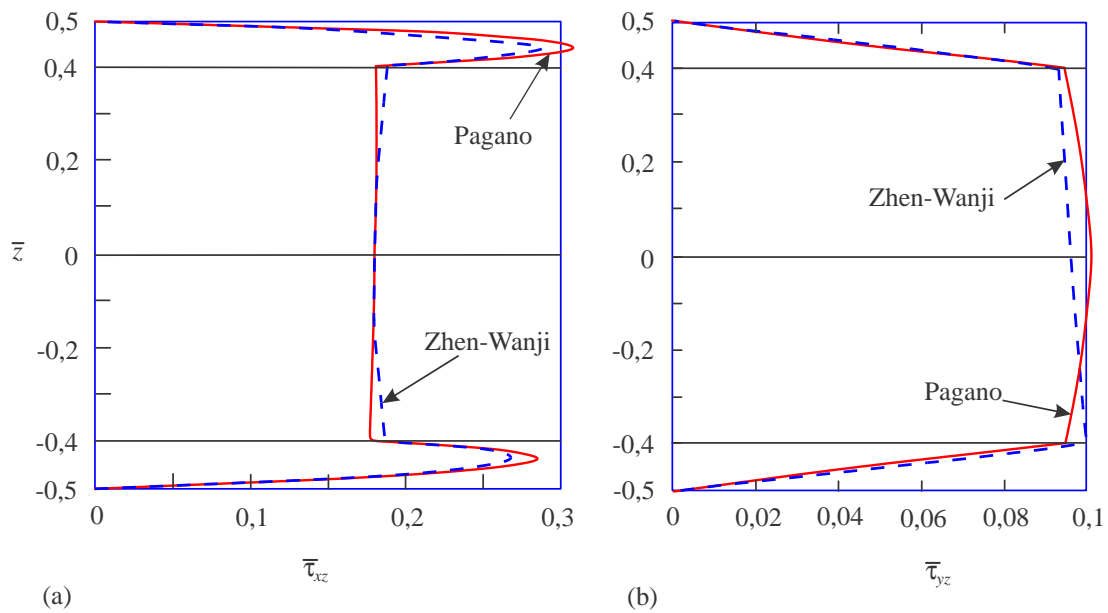 0,5
0,4
0,2
0
-0,2
-0,4
-0,5
z̅
Pagano
Zhen-Wanji
0
0,1
0,2
0,3
τ̅xz
(a)
0,5
0,4
0,2
0
-0,2
-0,4
-0,5
Zhen-Wanji
Pagano
0
0,02
0,04
0,06
0,08
0,1
τ̅yz
(b)